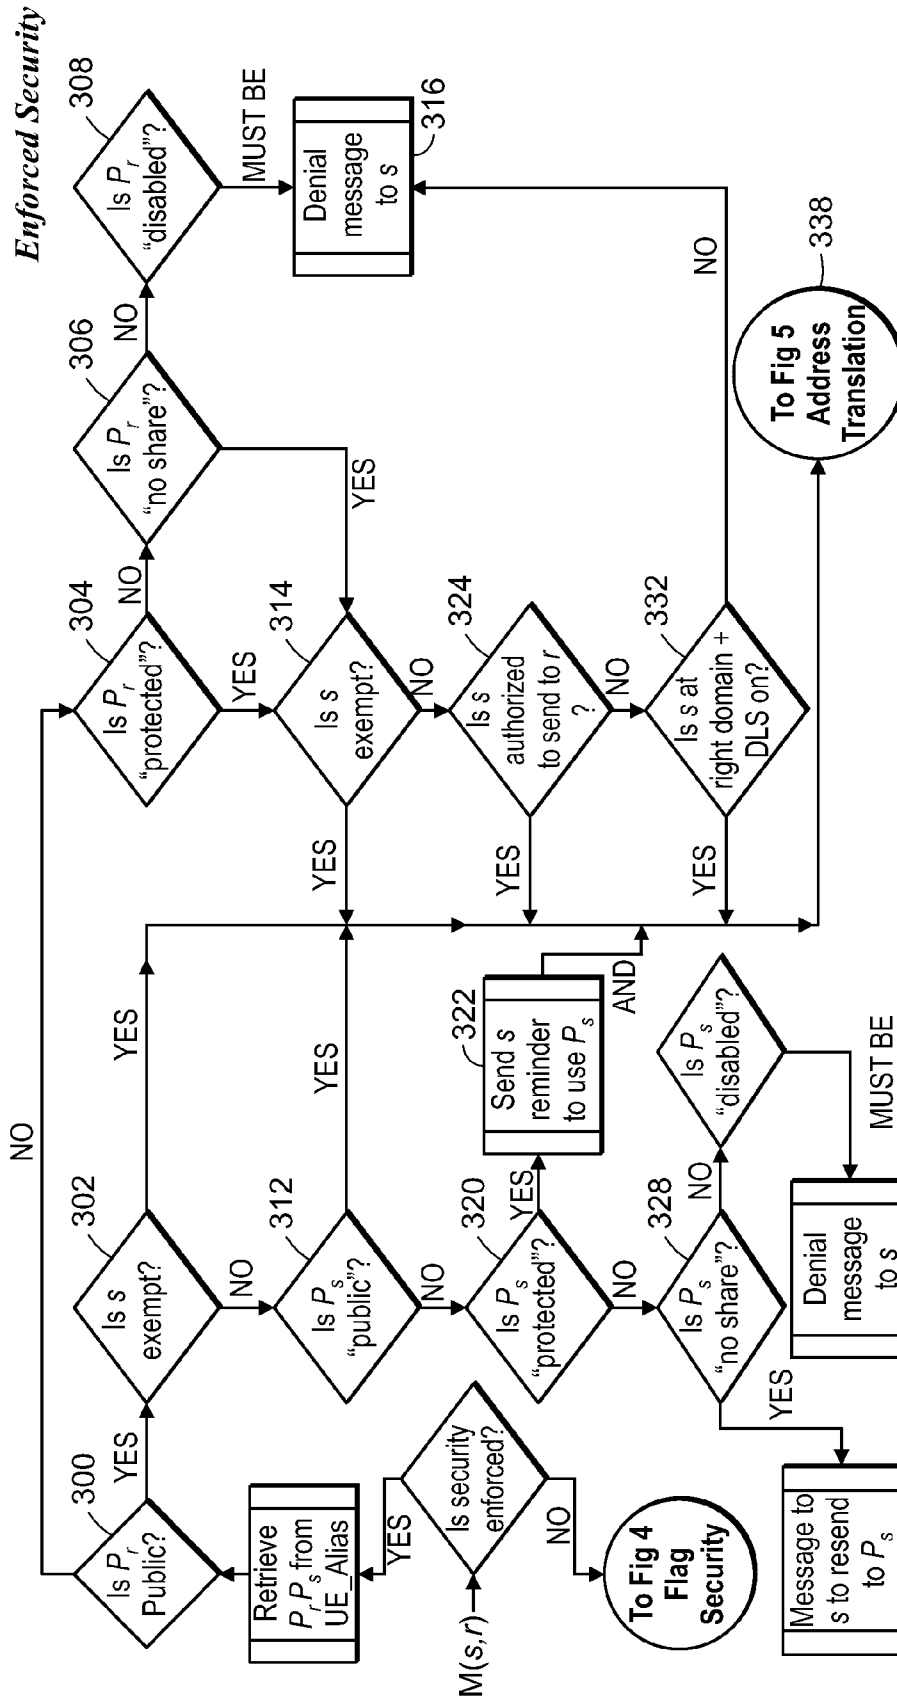 Enforced Security
NO
300
Is Pr
Public?
YES
302
Is s
exempt?
YES
NO
304
Is Pr
“protected”?
NO
YES
306
Is Pr
“no share”?
NO
YES
308
Is Pr
“disabled”?
MUST BE
Retrieve
PrPs from
UE_Alias
YES
312
Is Ps
“public”?
YES
NO
314
Is s
exempt?
YES
NO
Denial
message
to s
316
M(s,r)
Is security
enforced?
NO
320
Is Ps
“protected”?
YES
NO
322
Send s
reminder
to use Ps
AND
324
Is s
authorized
to send to r
?
YES
NO
To Fig 4
Flag
Security
328
Is Ps
“no share”?
YES
NO
Is Ps
“disabled”?
MUST BE
332
Is s at
right domain +
DLS on?
YES
NO
Message to
s to resend
to Ps
Denial
message
to s
To Fig 5
Address
Translation
338